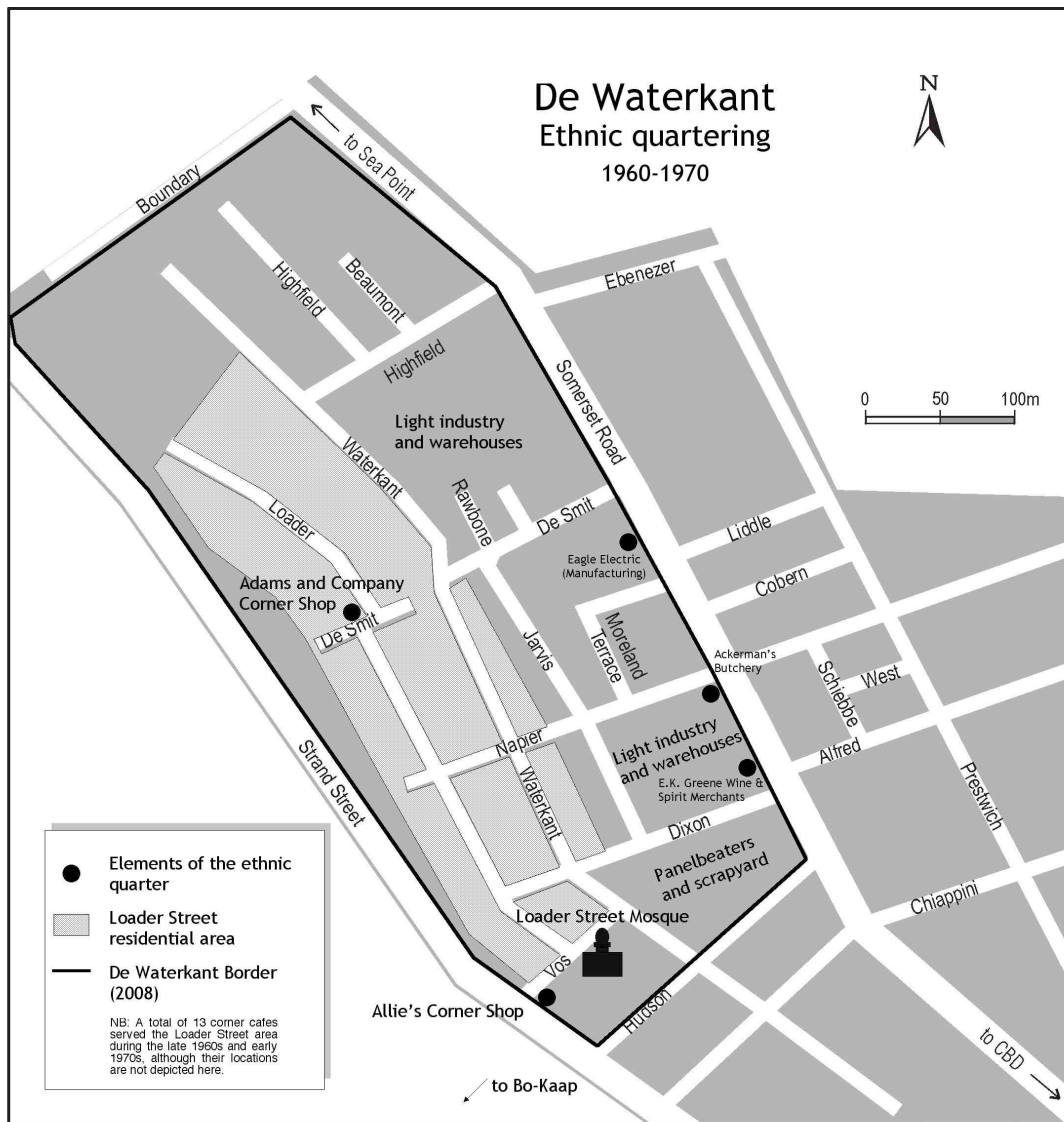 De Waterkant
Ethnic quartering
1960-1970
N
to Sea Point
Boundary
Highfield
Beaumont
Highfield
Ebenezer
Somerset Road
0 50 100m
Light industry
and warehouses
Waterkant
Rawbone
De Smit
Loader
Liddle
Eagle Electric
(Manufacturing)
Cobern
Adams and Company
Corner Shop
De Smit
Jarvis
Moreland
Terrace
Ackerman's
Butchery
Schiebbe
West
Napier
Light industry
and warehouses
Alfred
E.K. Greene Wine &
Spirit Merchants
Prestwich
Strand Street
Waterkant
Dixon
Panelbeaters
and scrapyard
Chiappini
Loader Street Mosque
Vos
Hudson
Allie's Corner Shop
to CBD
to Bo-Kaap
Elements of the ethnic
quarter
Loader Street
residential area
De Waterkant Border
(2008)
NB: A total of 13 corner cafes
served the Loader Street area
during the late 1960s and early
1970s, although their locations
are not depicted here.